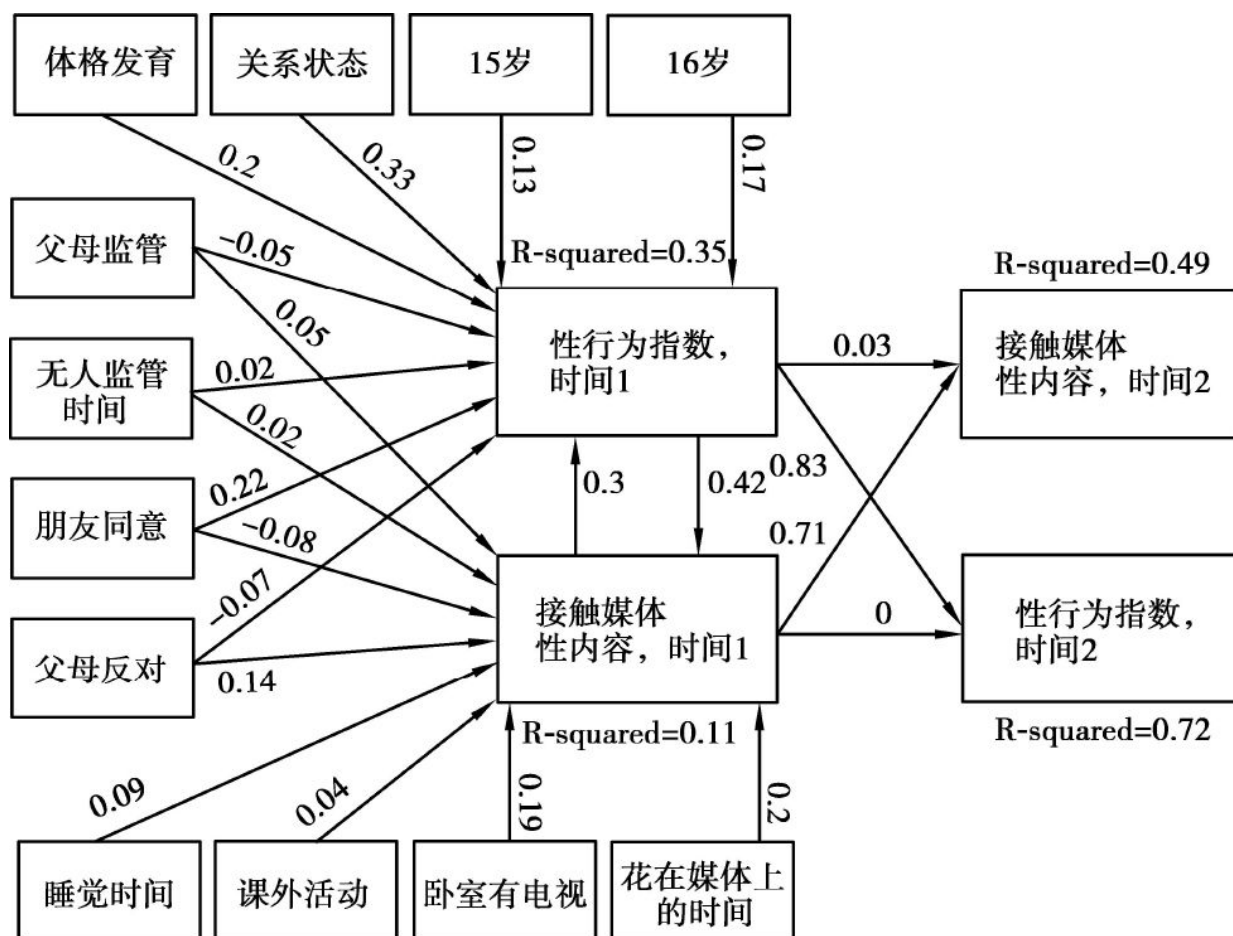 体格发育
关系状态
15岁
16岁
0.2
0.33
0.13
0.17
父母监管
-0.05
R-squared=0.35
R-squared=0.49
0.05
无人监管
时间
0.02
性行为指数，
时间1
0.03
接触媒体
性内容，时间2
0.02
朋友同意
0.22
0.3
0.42
0.83
-0.08
0.71
父母反对
-0.07
0.14
接触媒体
性内容，时间1
0
性行为指数，
时间2
R-squared=0.11
R-squared=0.72
0.09
0.04
0.19
0.2
睡觉时间
课外活动
卧室有电视
花在媒体上
的时间